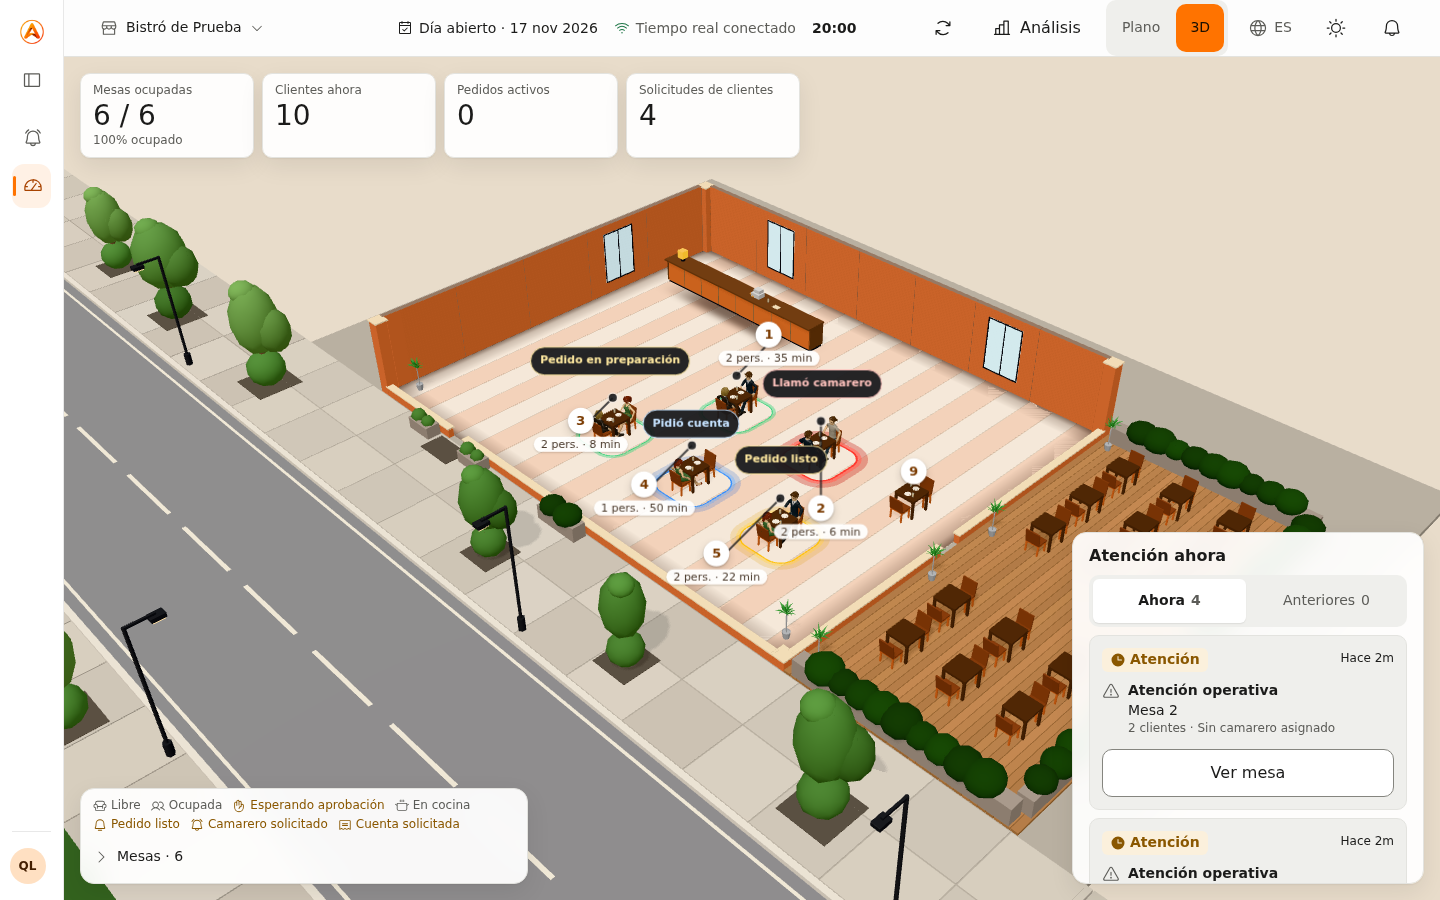 Bistró de Prueba
Día abierto · 17 nov 2026
Tiempo real conectado
20:00
Análisis
Plano
3D
ES
Mesas ocupadas
6 / 6
100% ocupado
Clientes ahora
10
Pedidos activos
0
Solicitudes de clientes
4
1
2 pers. · 35 min
Pedido en preparación
Llamó camarero
3
2 pers. · 8 min
Pidió cuenta
Pedido listo
9
4
1 pers. · 50 min
2
2 pers. · 6 min
5
2 pers. · 22 min
Atención ahora
Ahora 4
Anteriores 0
Atención
Hace 2m
Atención operativa
Mesa 2
2 clientes · Sin camarero asignado
Ver mesa
Atención
Hace 2m
Atención operativa
Libre
Ocupada
Esperando aprobación
En cocina
Pedido listo
Camarero solicitado
Cuenta solicitada
Mesas · 6
QL